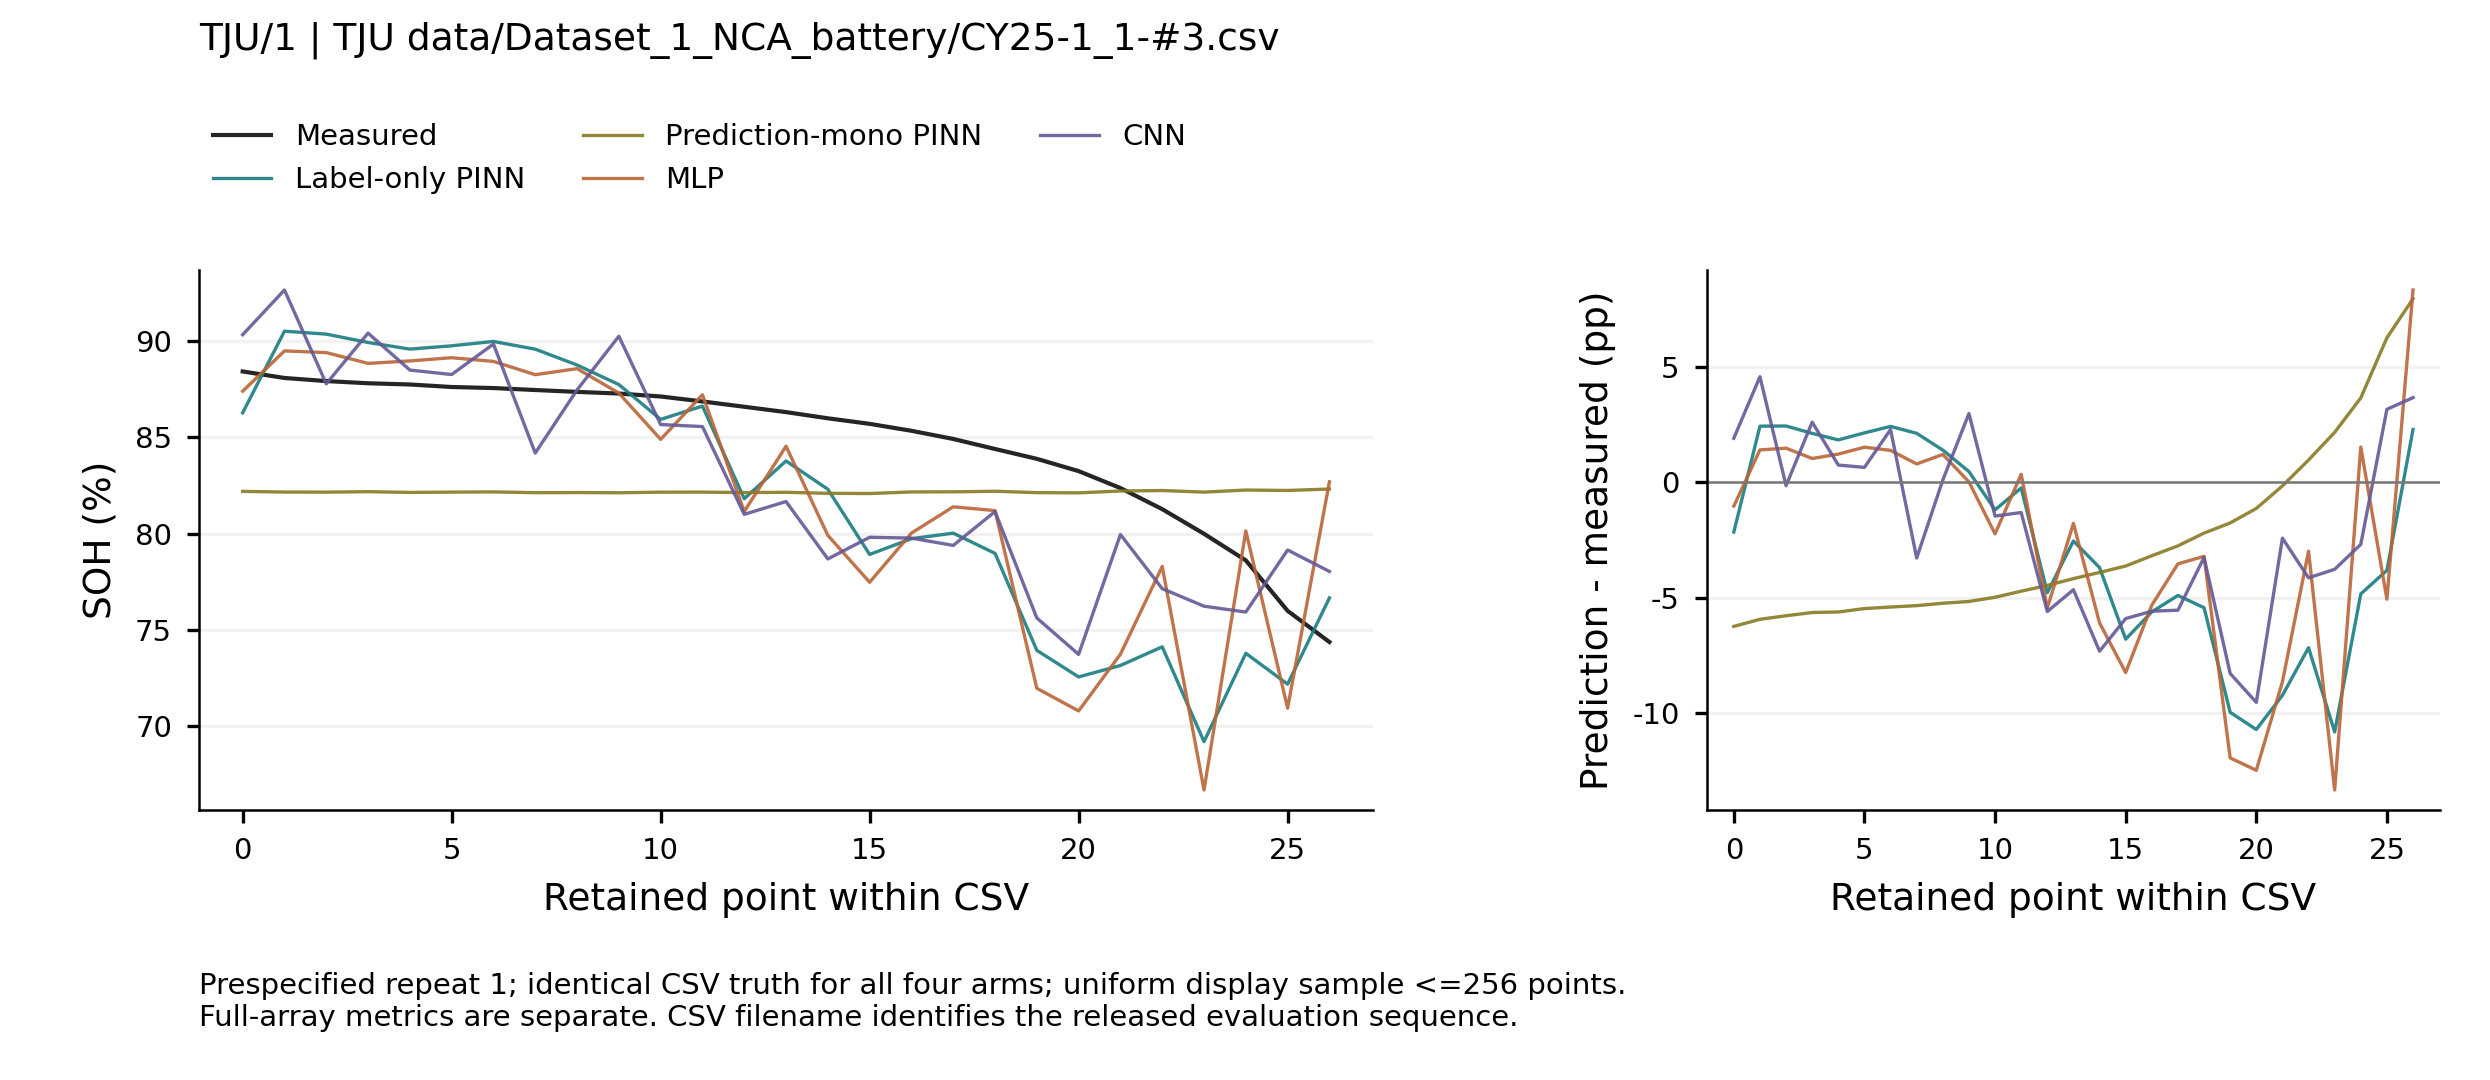 TJU/1 | TJU data/Dataset_1_NCA_battery/CY25-1_1-#3.csv
Measured
Label-only PINN
Prediction-mono PINN
MLP
CNN
SOH (%)
90
85
80
75
70
0 5 10 15 20 25
Retained point within CSV
Prediction - measured (pp)
5
0
-5
-10
0 5 10 15 20 25
Retained point within CSV
Prespecified repeat 1; identical CSV truth for all four arms; uniform display sample <=256 points.
Full-array metrics are separate. CSV filename identifies the released evaluation sequence.